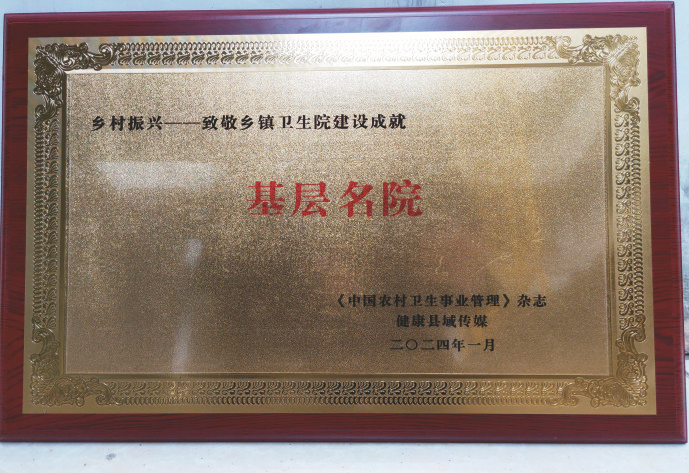 乡村振兴——致敬乡镇卫生院建设成就
基层名院
《中国农村卫生事业管理》杂志
健康县域传媒
二〇二四年一月